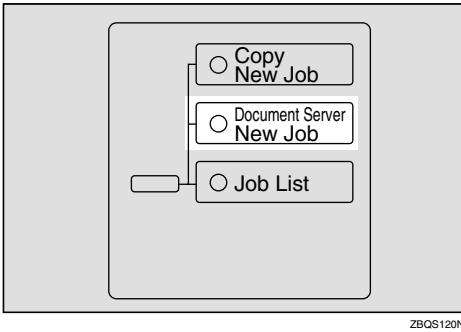 Copy
New Job
Document Server
New Job
Job List
ZBQS120N